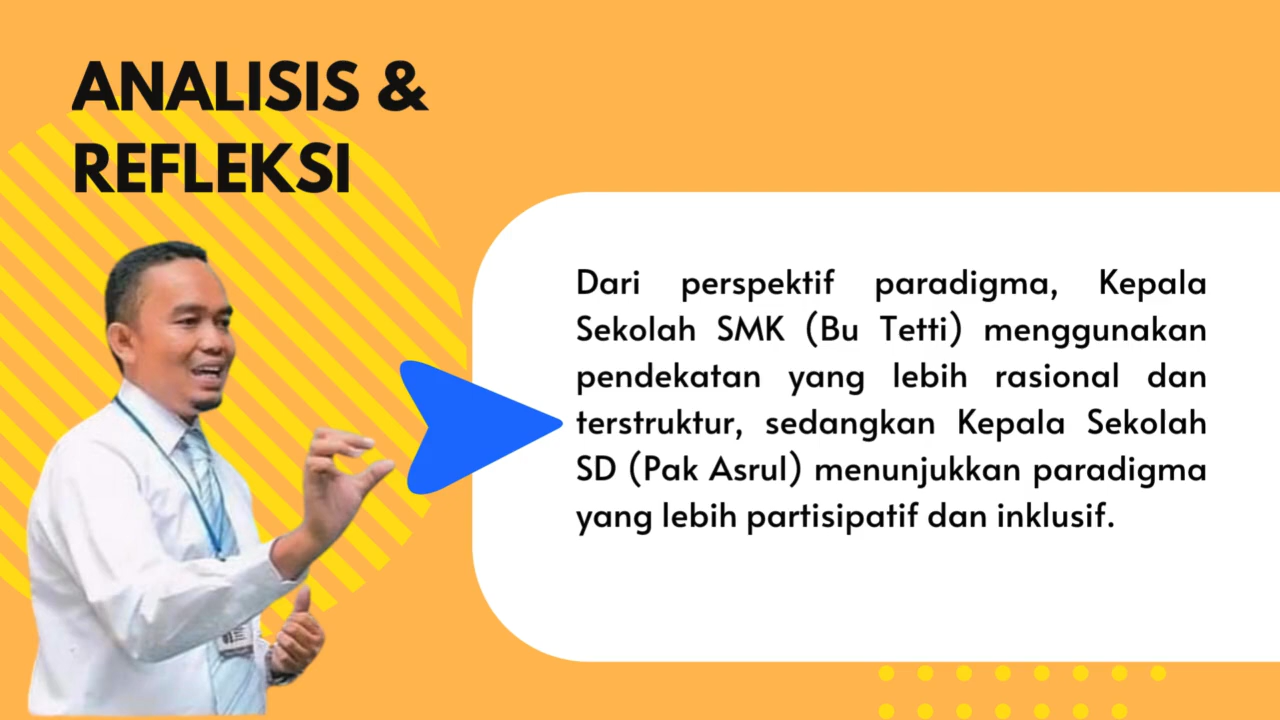 ANALISIS &
REFLEKSI
Dari perspektif paradigma, Kepala
Sekolah SMK (Bu Tetti) menggunakan
pendekatan yang lebih rasional dan
terstruktur, sedangkan Kepala Sekolah
SD (Pak Asrul) menunjukkan paradigma
yang lebih partisipatif dan inklusif.